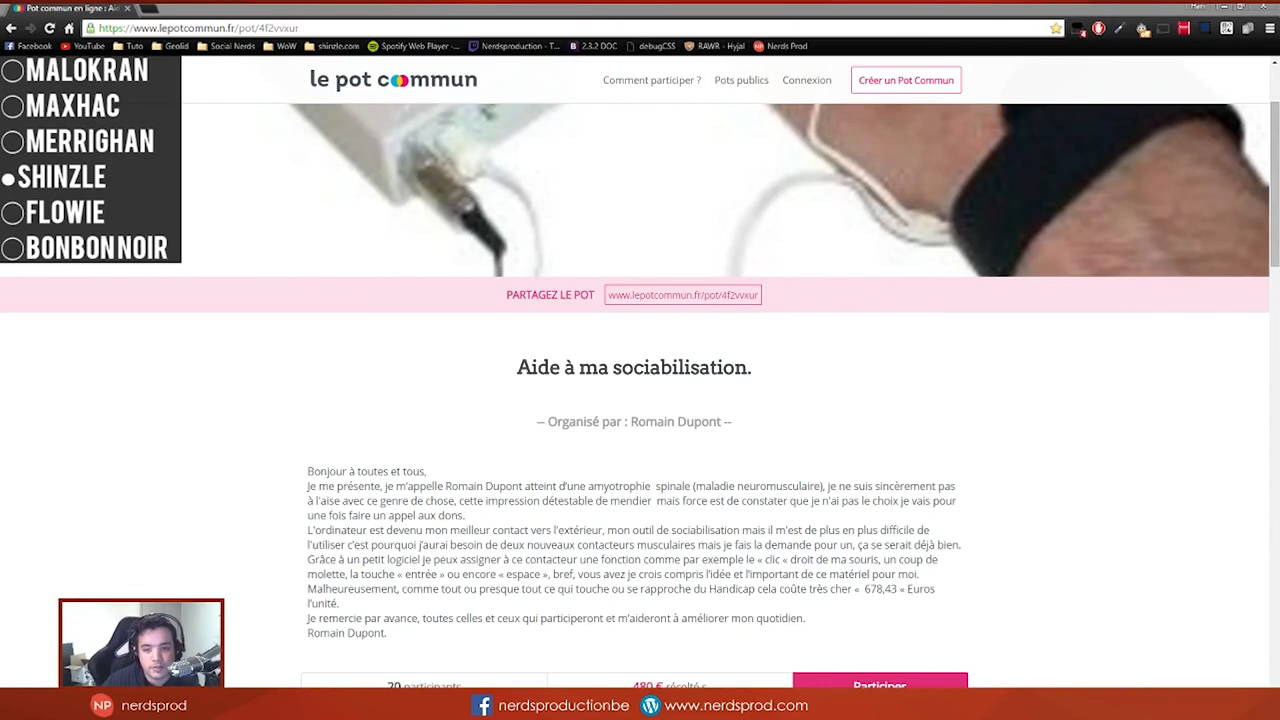 Pot commun en ligne : Aid
https://www.lepotcommun.fr/pot/4f2vvxur
Facebook YouTube Tuto Geolid Social Nerds WoW shinzle.com Spotify Web Player -... Nerdsproduction - T... 2.3.2 DOC debugCSS RAWR - Hyjal Nerds Prod
MALOKRAN
MAXHAC
MERRIGHAN
SHINZLE
FLOWIE
BONBON NOIR
le pot commun Comment participer ? Pots publics Connexion Créer un Pot Commun
PARTAGEZ LE POT www.lepotcommun.fr/pot/4f2vvxur
Aide à ma sociabilisation.
-- Organisé par : Romain Dupont --
Bonjour à toutes et tous,
Je me présente, je m'appelle Romain Dupont atteint d'une amyotrophie spinale (maladie neuromusculaire), je ne suis sincèrement pas
à l'aise avec ce genre de chose, cette impression détestable de mendier mais force est de constater que je n'ai pas le choix je vais pour
une fois faire un appel aux dons.
L'ordinateur est devenu mon meilleur contact vers l'extérieur, mon outil de sociabilisation mais il m'est de plus en plus difficile de
l'utiliser c'est pourquoi j'aurai besoin de deux nouveaux contacteurs musculaires mais je fais la demande pour un, ça se serait déjà bien.
Grâce à un petit logiciel je peux assigner à ce contacteur une fonction comme par exemple le « clic « droit de ma souris, un coup de
molette, la touche « entrée » ou encore « espace », bref, vous avez je crois compris l'idée et l'important de ce matériel pour moi.
Malheureusement, comme tout ou presque tout ce qui touche ou se rapproche du Handicap cela coûte très cher « 678,43 « Euros
l'unité.
Je remercie par avance, toutes celles et ceux qui participeront et m'aideront à améliorer mon quotidien.
Romain Dupont.
20 participants 480 € récolté s Participer
NP nerdsprod nerdsproductionbe www.nerdsprod.com